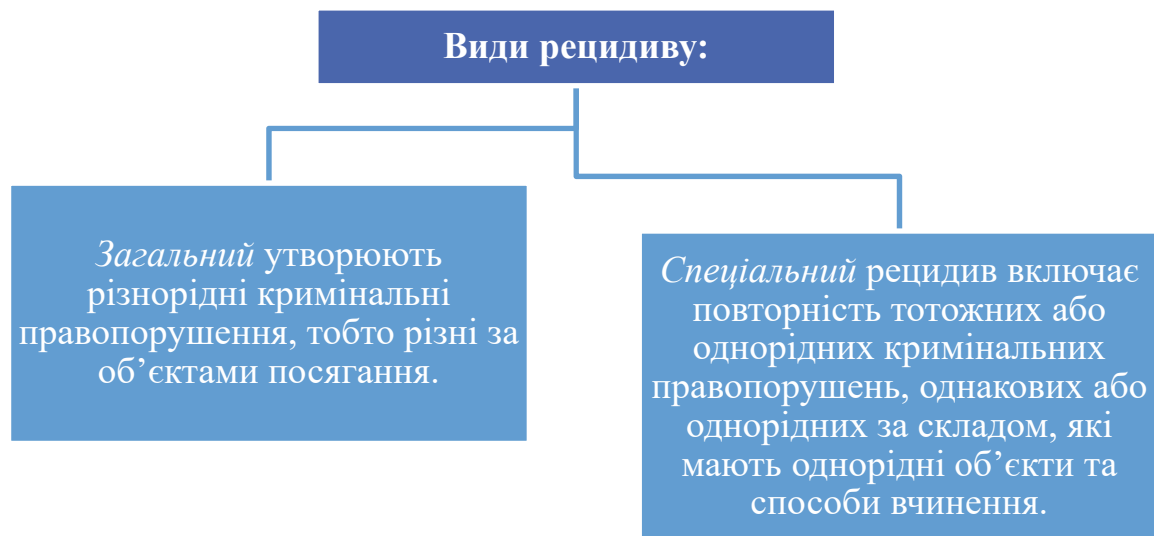 Види рецидиву:
Загальний утворюють
різнорідні кримінальні
правопорушення, тобто різні за
об’єктами посягання.
Спеціальний рецидив включає
повторність тотожних або
однорідних кримінальних
правопорушень, однакових або
однорідних за складом, які
мають однорідні об’єкти та
способи вчинення.